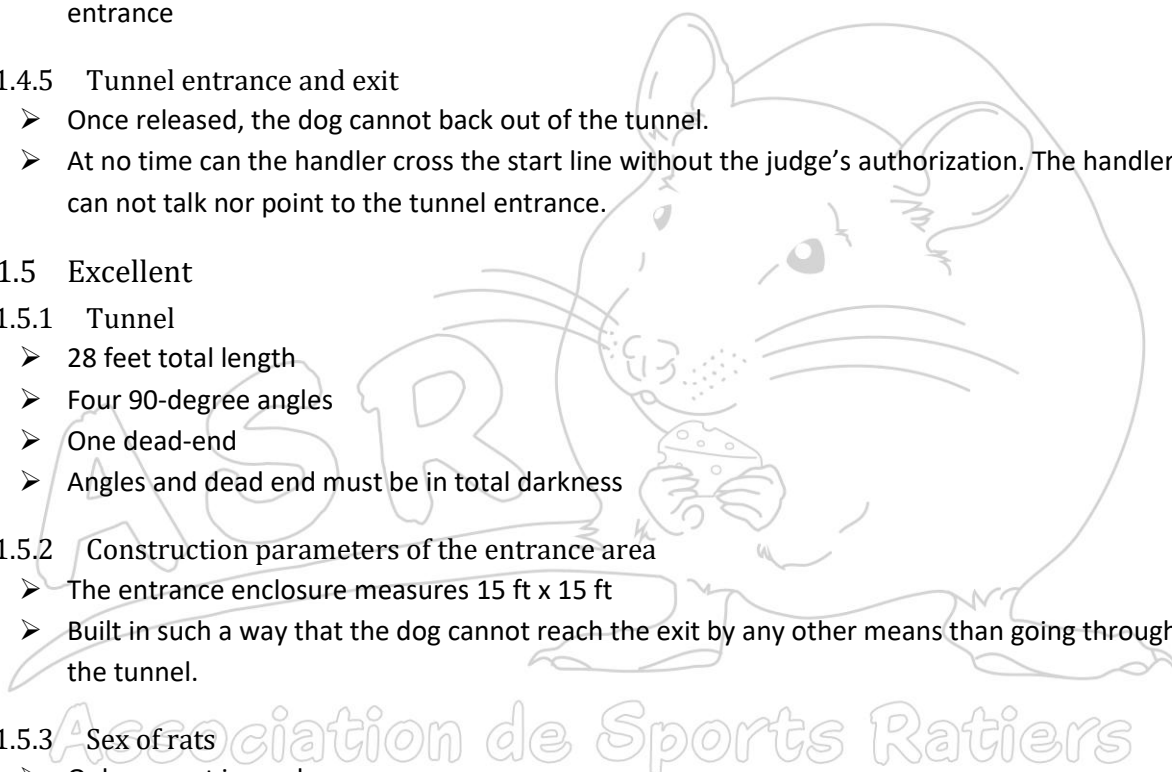 entrance
1.4.5 Tunnel entrance and exit
➢ Once released, the dog cannot back out of the tunnel.
➢ At no time can the handler cross the start line without the judge’s authorization. The handler
can not talk nor point to the tunnel entrance.
1.5 Excellent
1.5.1 Tunnel
➢ 28 feet total length
➢ Four 90-degree angles
➢ One dead-end
➢ Angles and dead end must be in total darkness
1.5.2 Construction parameters of the entrance area
➢ The entrance enclosure measures 15 ft x 15 ft
➢ Built in such a way that the dog cannot reach the exit by any other means than going through
the tunnel.
1.5.3 Sex of rats
ASR
Association de Sports Ratiers